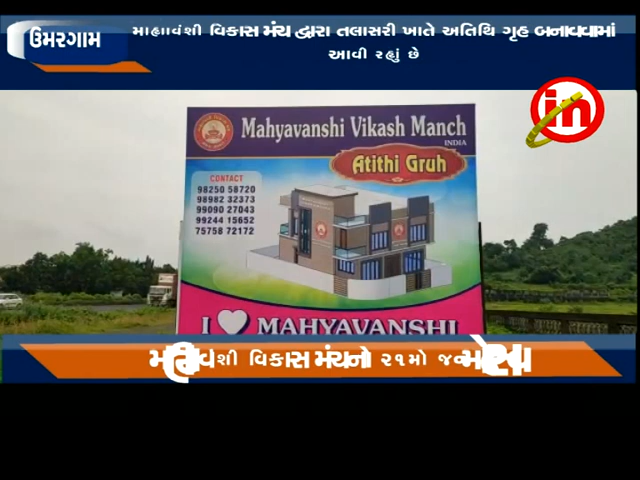 ઉમરગામ
માહ્યાવંશી વિકાસ મંચ દ્વારા તલાસરી ખાતે અતિથિ ગૃહ બનાવવામાં
આવી રહ્યું છે
in
Mahyavanshi Vikash Manch
INDIA
Atithi Gruh
CONTACT
98250 58720
98982 32373
99090 27043
99244 15652
75758 72172
I MAHYAVANSHI
વિકાસ મંચનો ૨૧મો